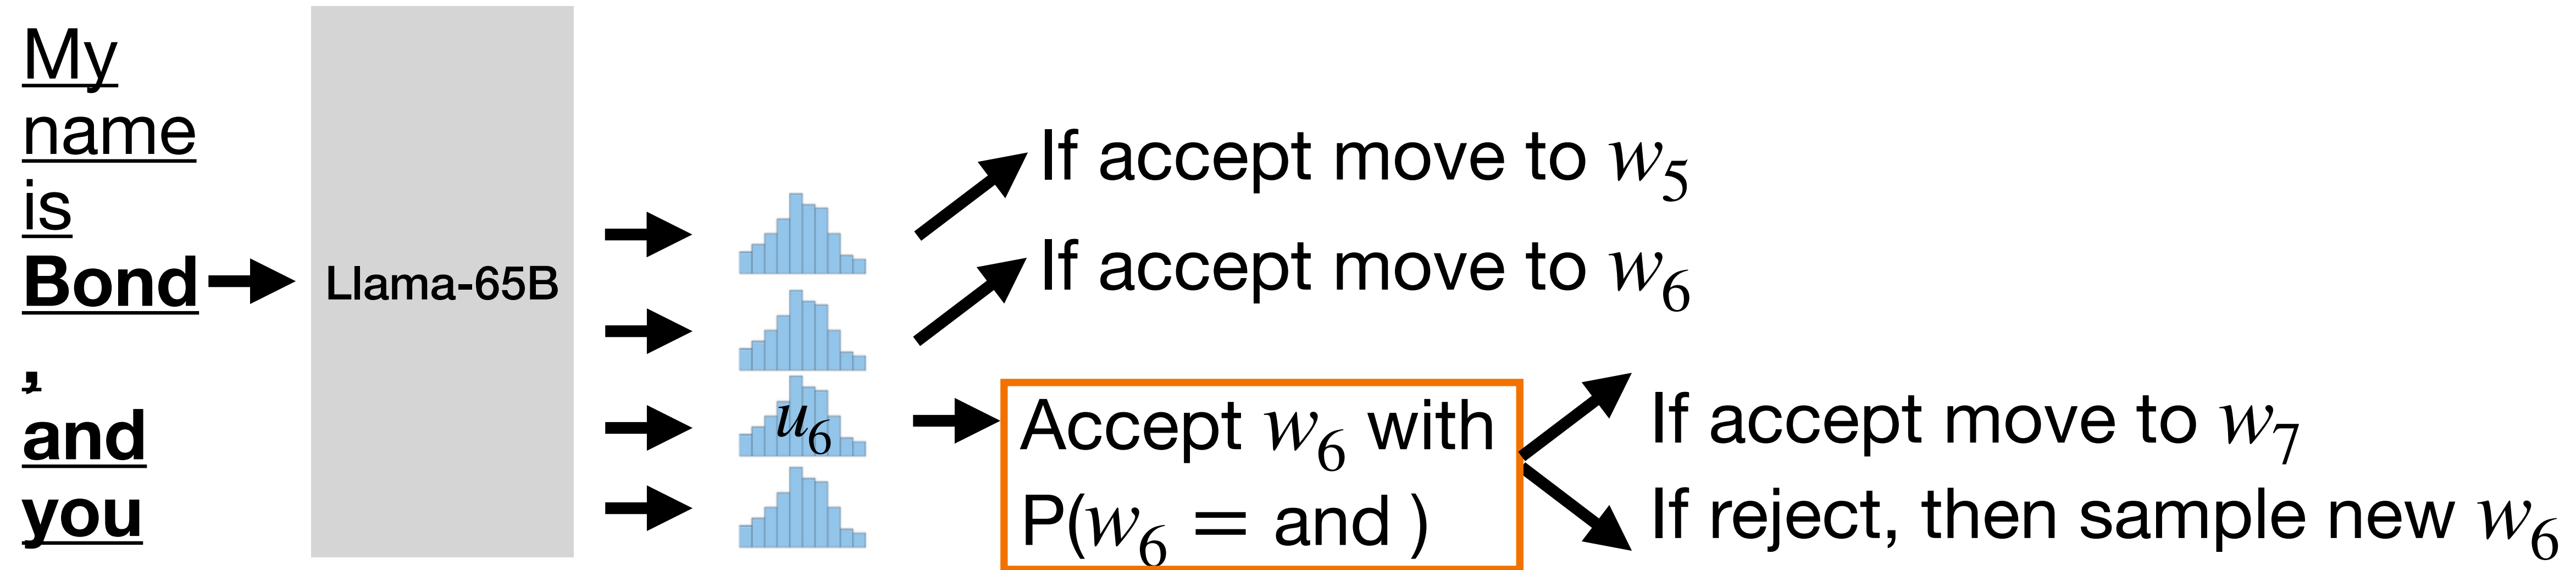 My
name
is
Bond
,
and
you
Llama-65B
If accept move to w₅
If accept move to w₆
u₆
Accept w₆ with
P(w₆ = and )
If accept move to w₇
If reject, then sample new w₆